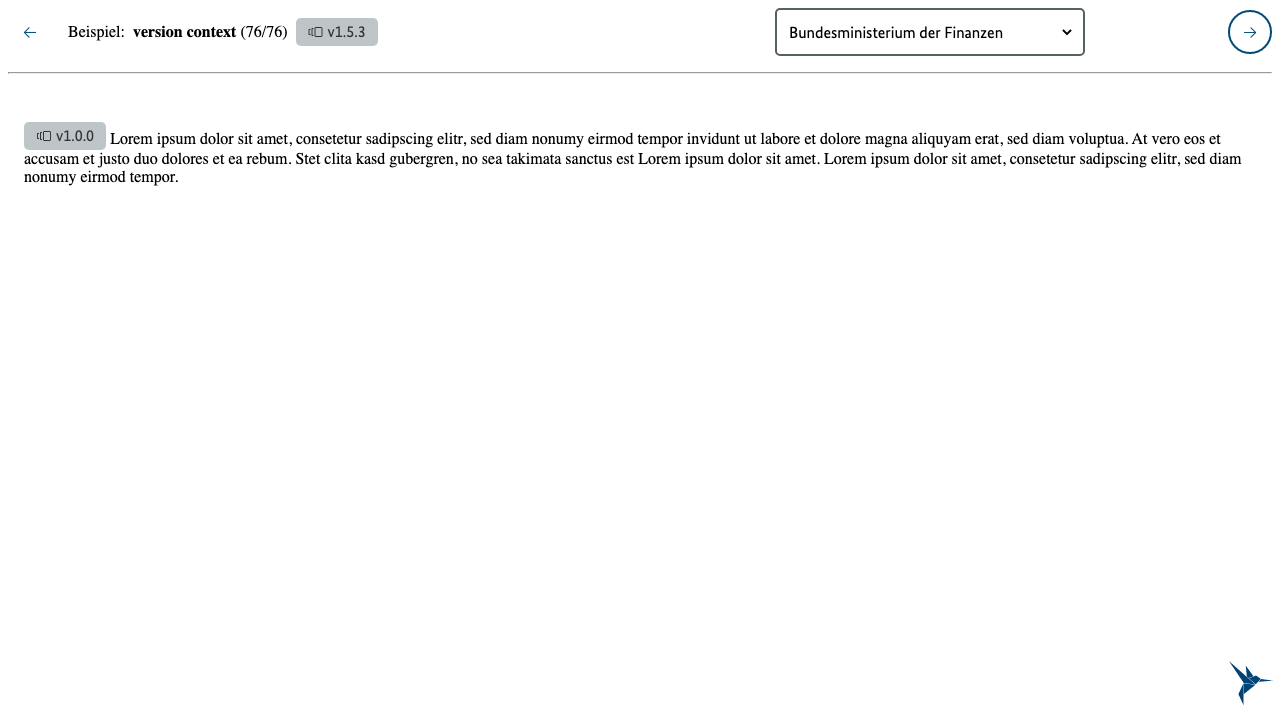 Beispiel: version context (76/76) v1.5.3 Bundesministerium der Finanzen
v1.0.0 Lorem ipsum dolor sit amet, consetetur sadipscing elitr, sed diam nonumy eirmod tempor invidunt ut labore et dolore magna aliquyam erat, sed diam voluptua. At vero eos et
accusam et justo duo dolores et ea rebum. Stet clita kasd gubergren, no sea takimata sanctus est Lorem ipsum dolor sit amet. Lorem ipsum dolor sit amet, consetetur sadipscing elitr, sed diam
nonumy eirmod tempor.